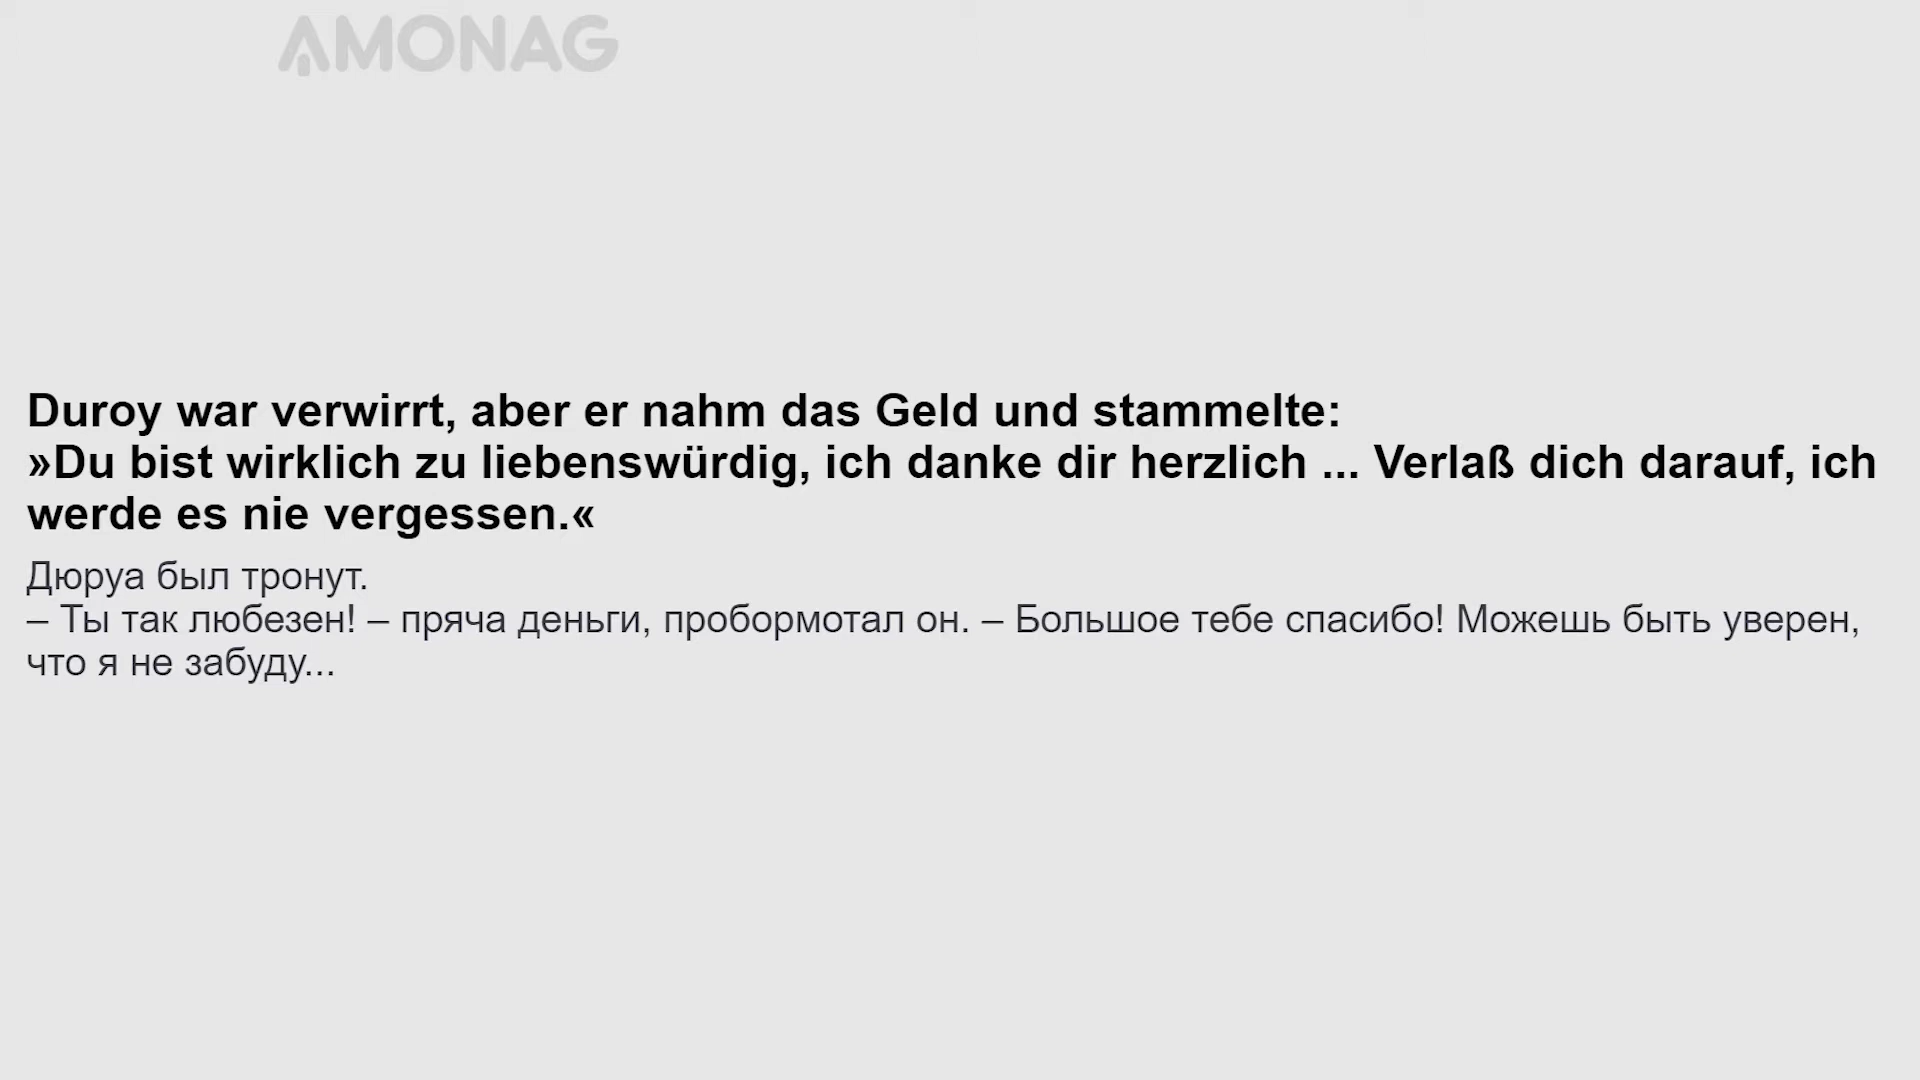 AMONAG
Duroy war verwirrt, aber er nahm das Geld und stammelte:
»Du bist wirklich zu liebenswürdig, ich danke dir herzlich ... Verlaß dich darauf, ich
werde es nie vergessen.«
Дюруа был тронут.
– Ты так любезен! – пряча деньги, пробормотал он. – Большое тебе спасибо! Можешь быть уверен,
что я не забуду...